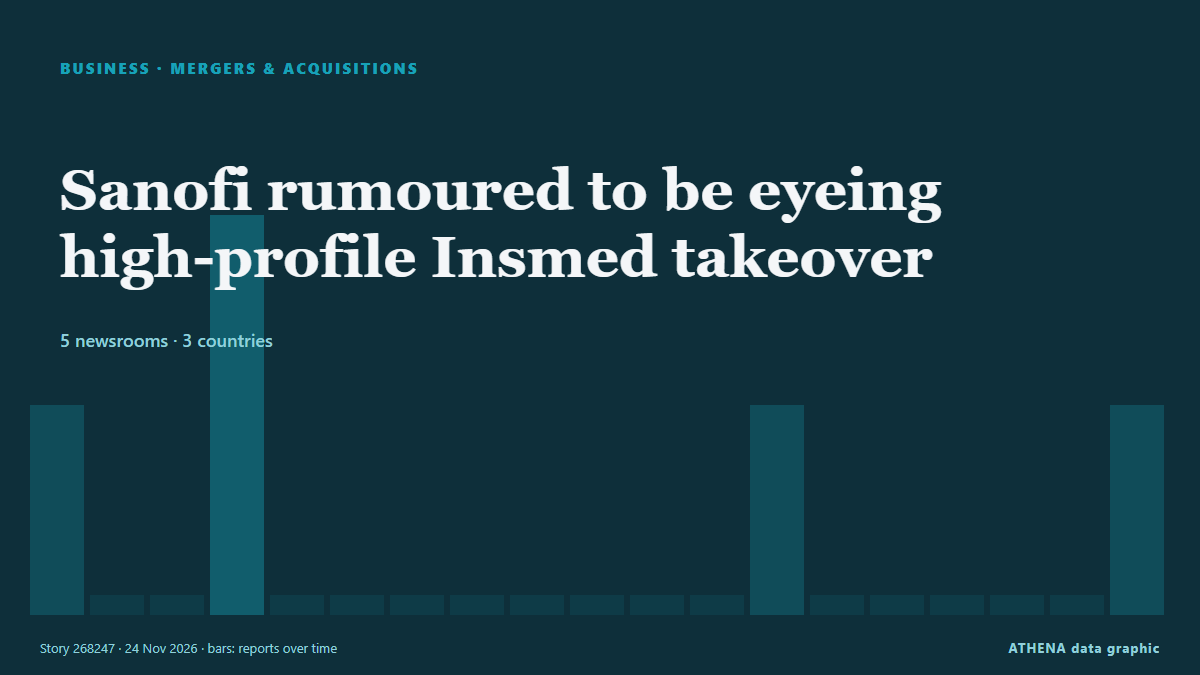 BUSINESS · MERGERS & ACQUISITIONS
Sanofi rumoured to be eyeing
high-profile Insmed takeover
5 newsrooms · 3 countries
Story 268247 · 24 Nov 2026 · bars: reports over time
ATHENA data graphic